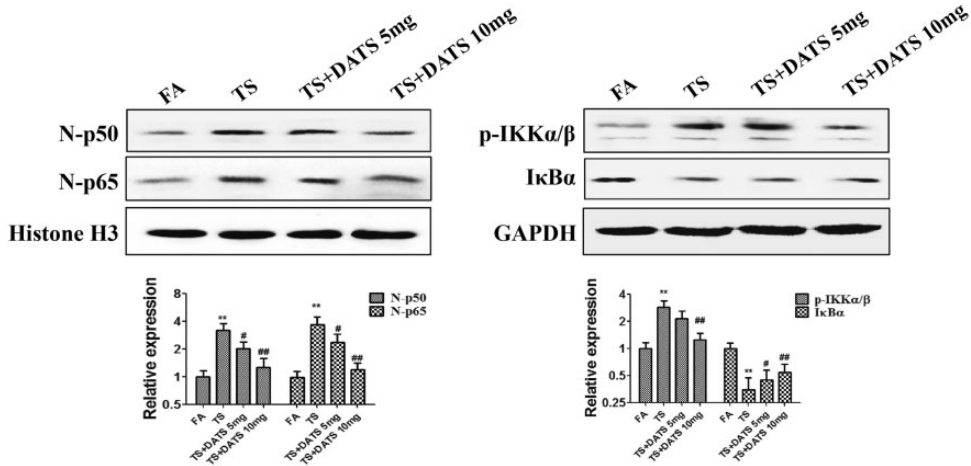 FA TS TS+DATS 5mg TS+DATS 10mg
N-p50
N-p65
Histone H3
FA TS TS+DATS 5mg TS+DATS 10mg
p-IKKα/β
IκBα
GAPDH
Relative expression
8
4
2
1
0.5
N-p50
N-p65
** # ## ** # ##
FA TS TS+DATS 5mg TS+DATS 10mg FA TS TS+DATS 5mg TS+DATS 10mg
Relative expression
4
2
1
0.5
0.25
p-IKKα/β
IκBα
** ## ** # ##
FA TS TS+DATS 5mg TS+DATS 10mg FA TS TS+DATS 5mg TS+DATS 10mg